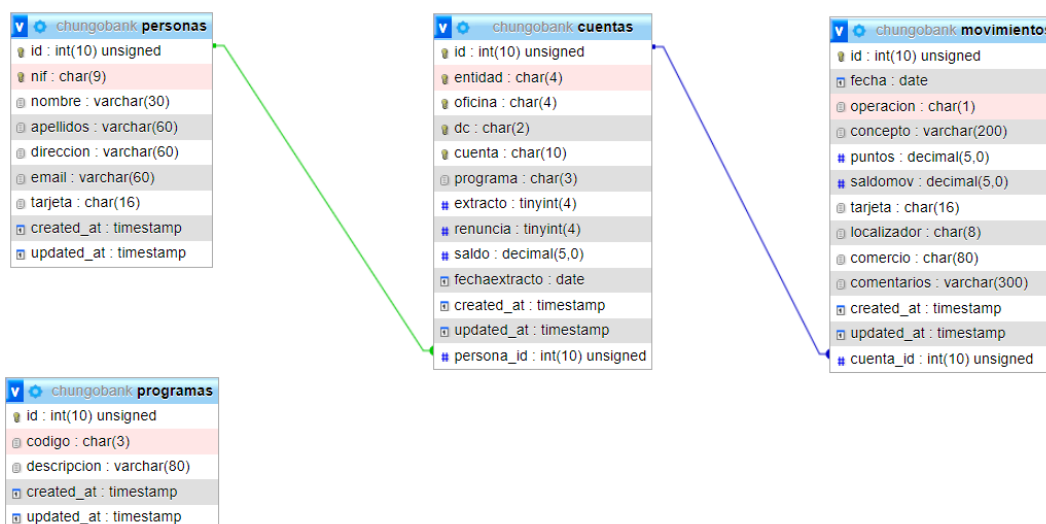 chungobank personas
id : int(10) unsigned
nif : char(9)
nombre : varchar(30)
apellidos : varchar(60)
direccion : varchar(60)
email : varchar(60)
tarjeta : char(16)
created_at : timestamp
updated_at : timestamp
chungobank cuentas
id : int(10) unsigned
entidad : char(4)
oficina : char(4)
dc : char(2)
cuenta : char(10)
programa : char(3)
extracto : tinyint(4)
renuncia : tinyint(4)
saldo : decimal(5,0)
fechaextracto : date
created_at : timestamp
updated_at : timestamp
persona_id : int(10) unsigned
chungobank movimientos
id : int(10) unsigned
fecha : date
operacion : char(1)
concepto : varchar(200)
puntos : decimal(5,0)
saldomov : decimal(5,0)
tarjeta : char(16)
localizador : char(8)
comercio : char(80)
comentarios : varchar(300)
created_at : timestamp
updated_at : timestamp
cuenta_id : int(10) unsigned
chungobank programas
id : int(10) unsigned
codigo : char(3)
descripcion : varchar(80)
created_at : timestamp
updated_at : timestamp